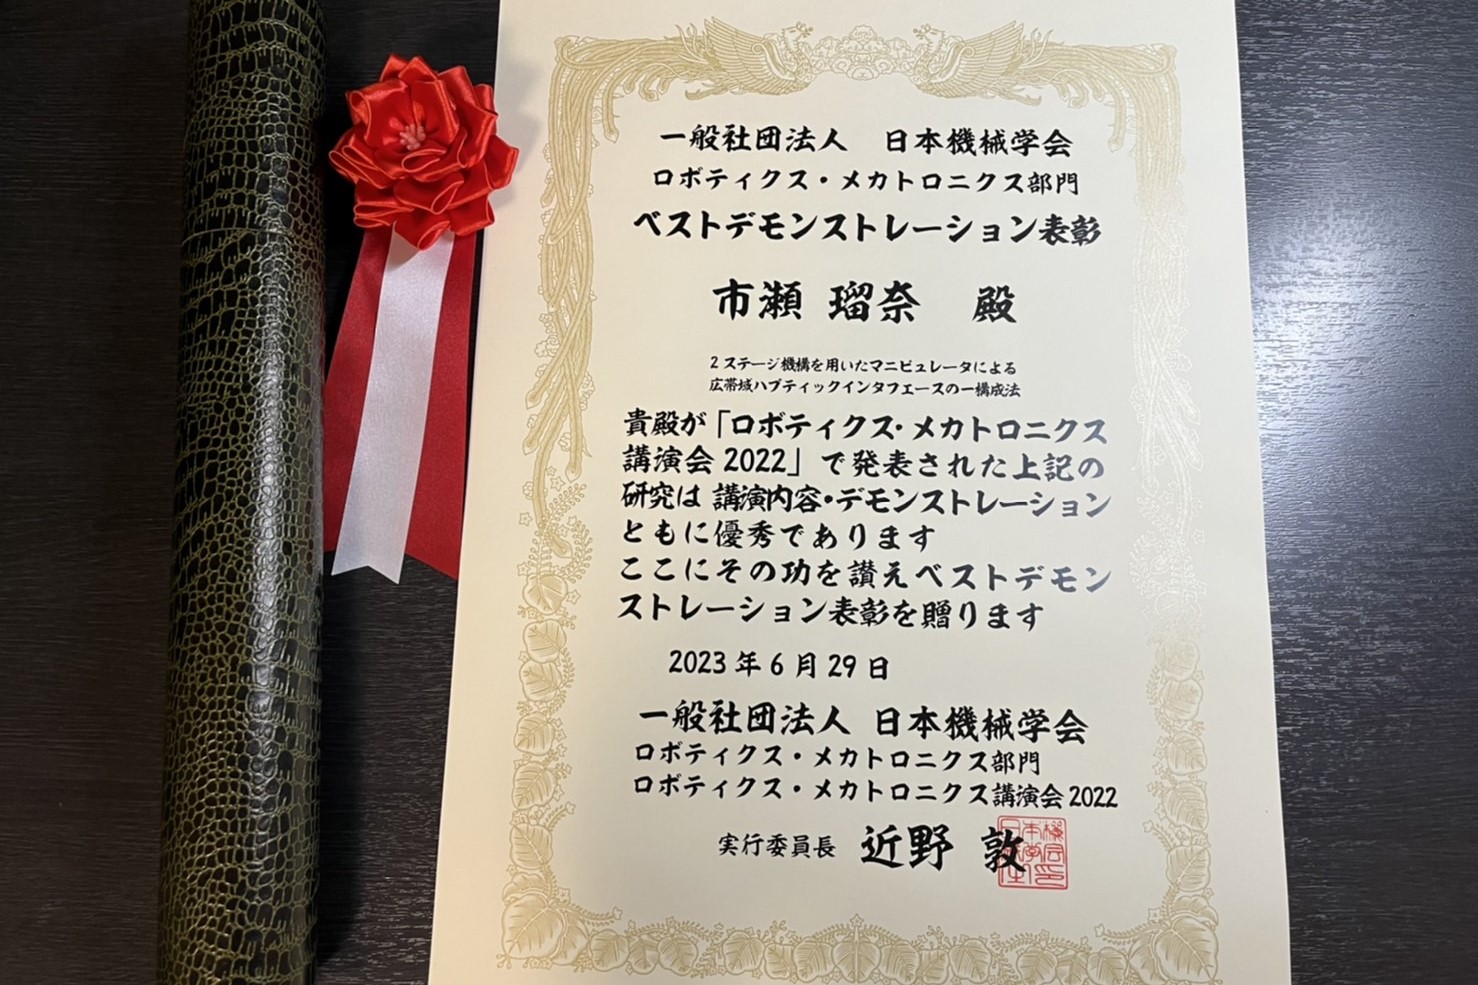 一般社団法人 日本機械学会
ロボティクス・メカトロニクス部門
ベストデモンストレーション表彰
市瀬 瑠奈 殿
2ステージ機構を用いたマニピュレータによる
広帯域ハプティックインタフェースの一構成法
貴殿が「ロボティクス・メカトロニクス
講演会2022」で発表された上記の
研究は 講演内容・デモンストレーション
ともに優秀であります
ここにその功を讃えベストデモン
ストレーション表彰を贈ります
2023年6月29日
一般社団法人 日本機械学会
ロボティクス・メカトロニクス部門
ロボティクス・メカトロニクス講演会2022
実行委員長 近野 敦